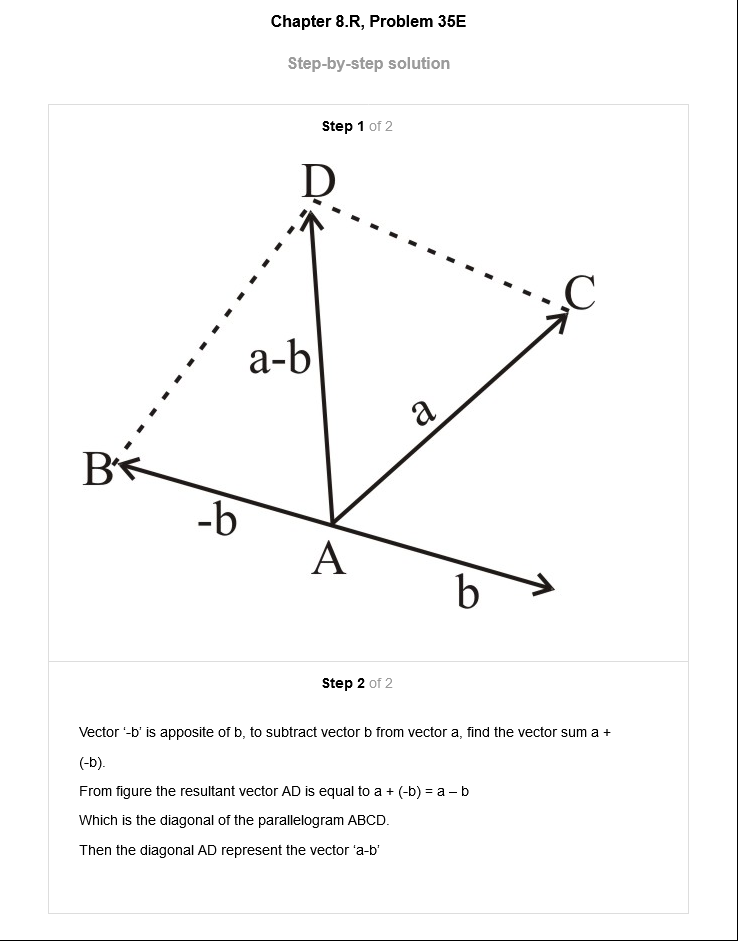 Chapter 8.R, Problem 35E
Step-by-step solution
Step 1 of 2
D
C
a-b
a
B
-b
A
b
Step 2 of 2
Vector ‘-b’ is apposite of b, to subtract vector b from vector a, find the vector sum a +
(-b).
From figure the resultant vector AD is equal to a + (-b) = a – b
Which is the diagonal of the parallelogram ABCD.
Then the diagonal AD represent the vector ‘a-b’